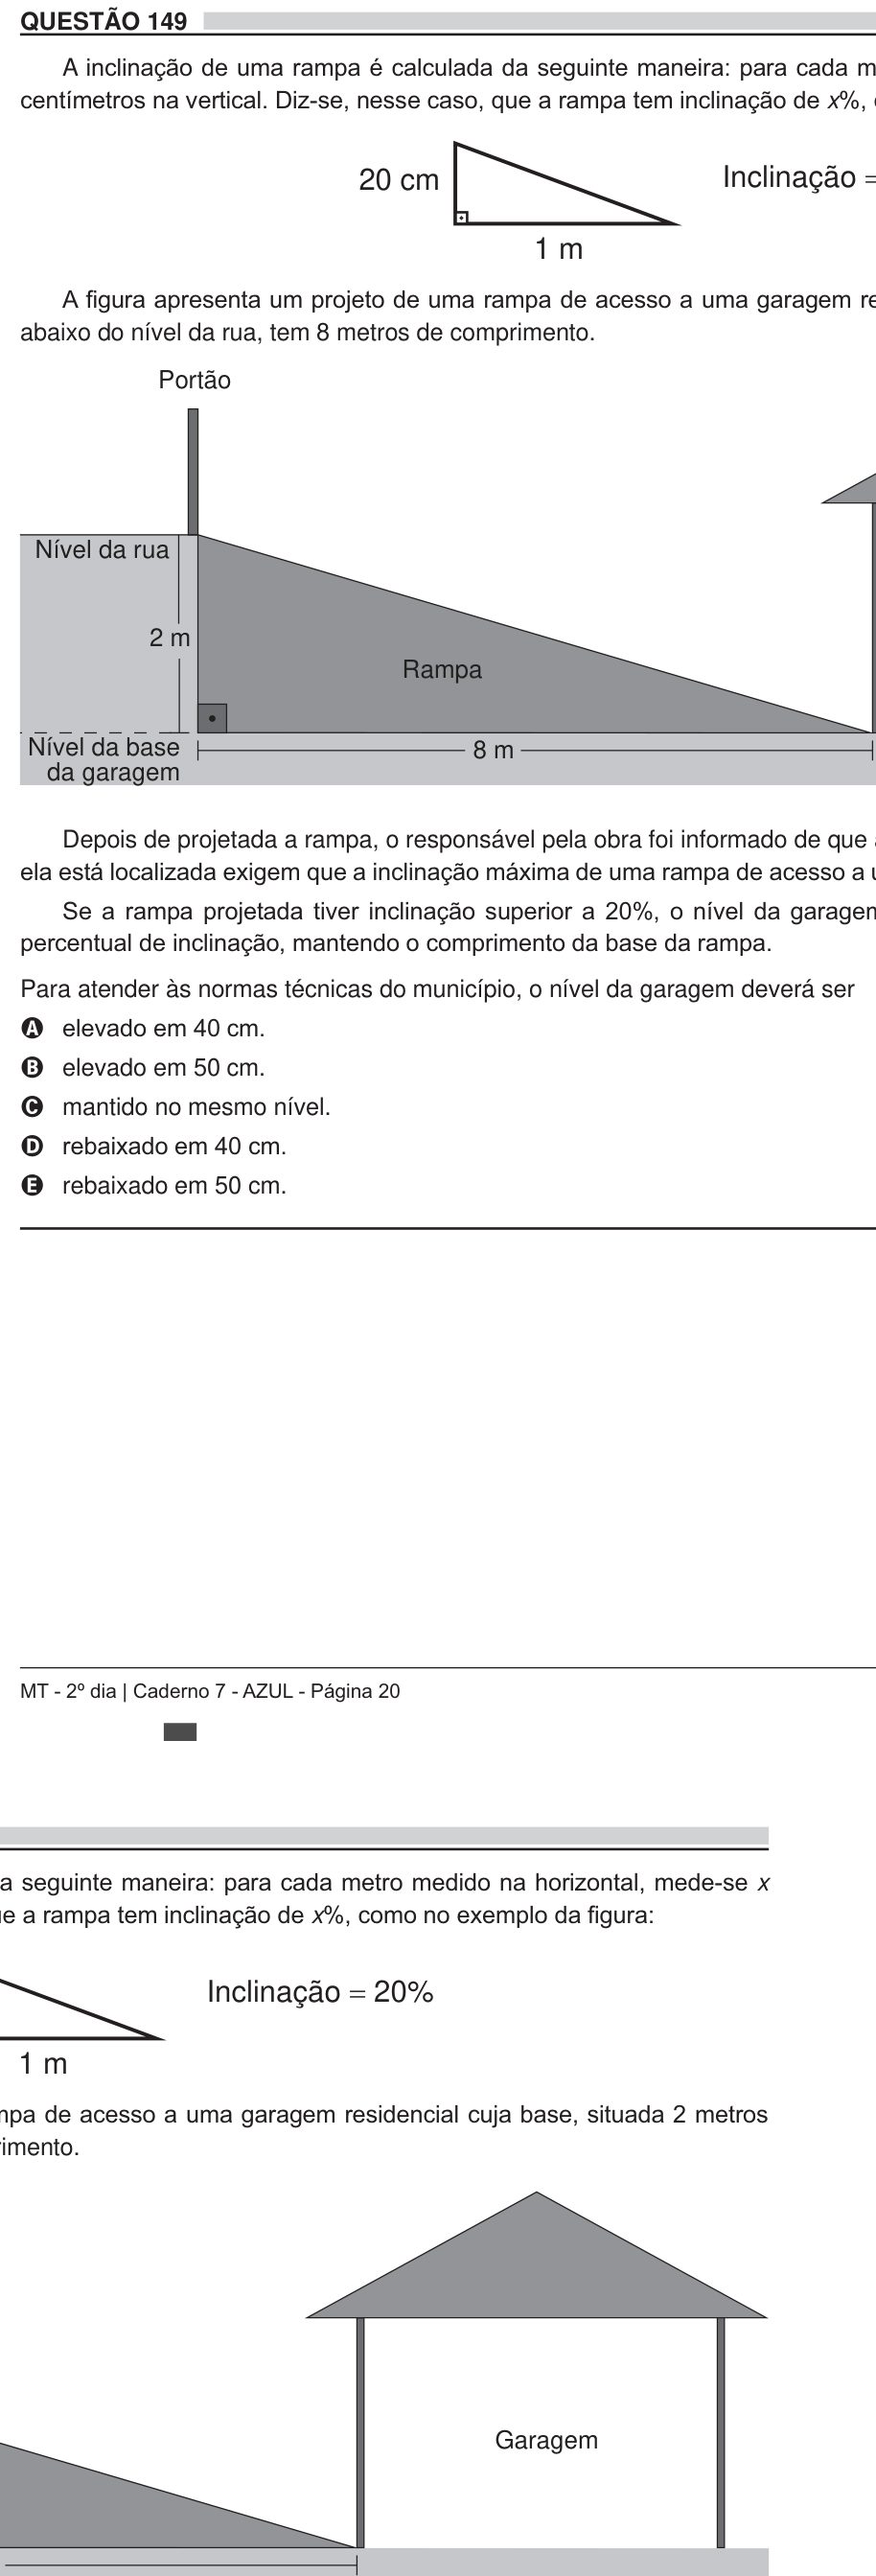 QUESTÃO 149
A inclinação de uma rampa é calculada da seguinte maneira: para cada m
centímetros na vertical. Diz-se, nesse caso, que a rampa tem inclinação de x%,
20 cm
Inclinação =
1 m
A figura apresenta um projeto de uma rampa de acesso a uma garagem re
abaixo do nível da rua, tem 8 metros de comprimento.
Portão
Nível da rua
2 m
Rampa
Nível da base
da garagem
8 m
Depois de projetada a rampa, o responsável pela obra foi informado de que
ela está localizada exigem que a inclinação máxima de uma rampa de acesso a
Se a rampa projetada tiver inclinação superior a 20%, o nível da garagem
percentual de inclinação, mantendo o comprimento da base da rampa.
Para atender às normas técnicas do município, o nível da garagem deverá ser
A elevado em 40 cm.
B elevado em 50 cm.
C mantido no mesmo nível.
D rebaixado em 40 cm.
E rebaixado em 50 cm.
MT - 2º dia | Caderno 7 - AZUL - Página 20
a seguinte maneira: para cada metro medido na horizontal, mede-se x
ue a rampa tem inclinação de x%, como no exemplo da figura:
Inclinação = 20%
1 m
mpa de acesso a uma garagem residencial cuja base, situada 2 metros
rimento.
Garagem